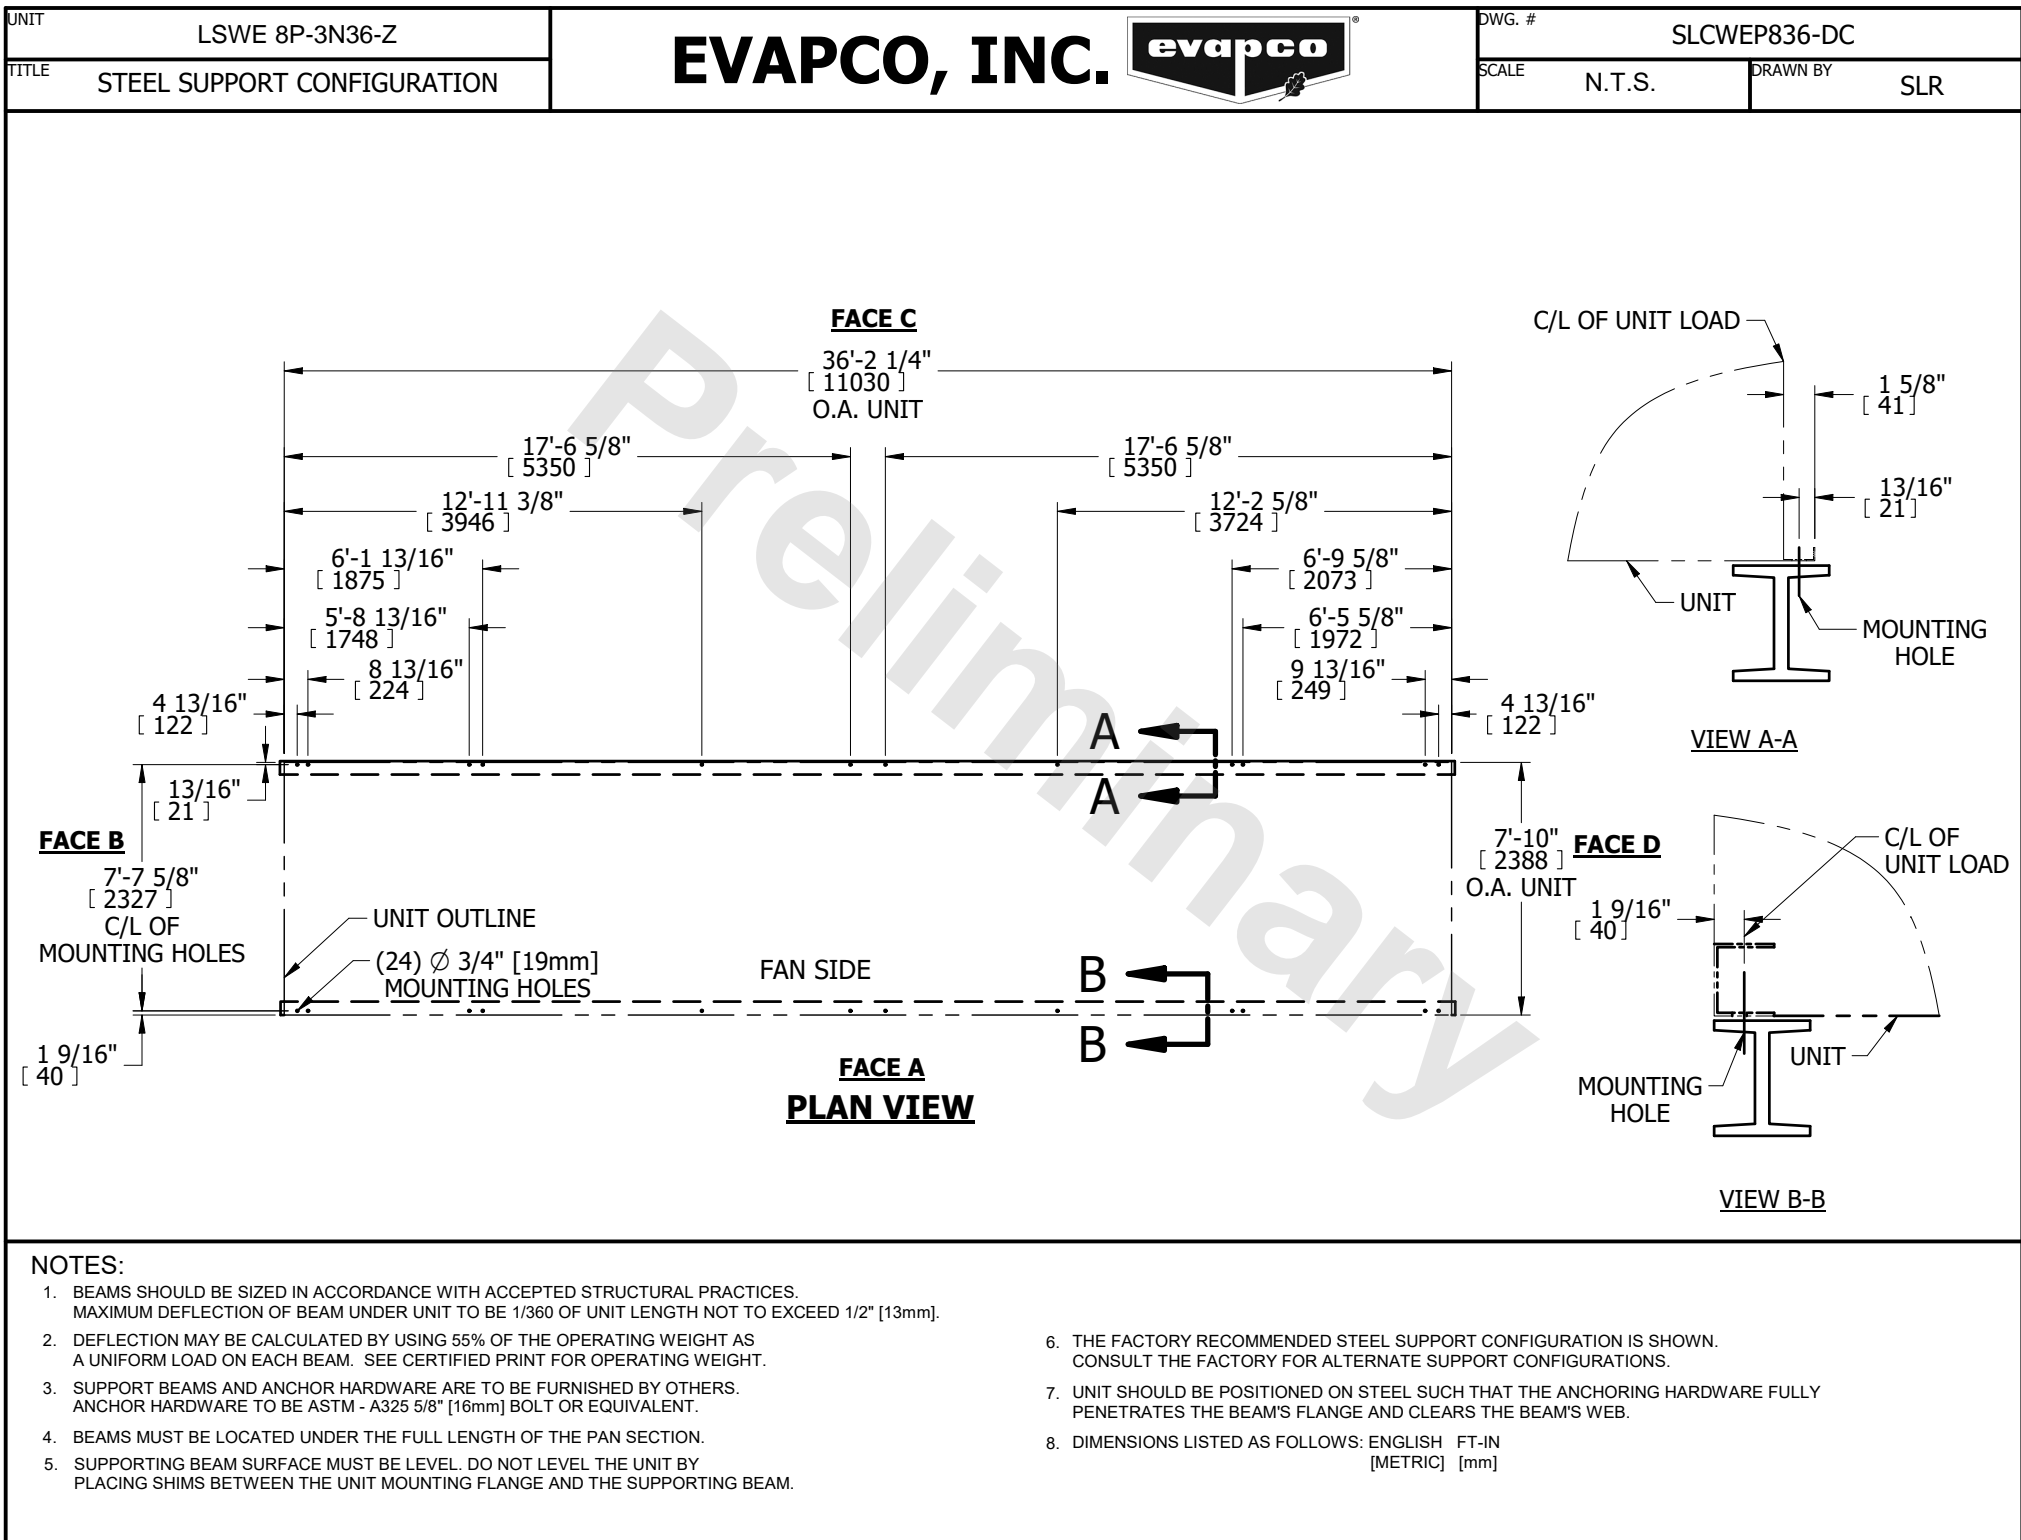 UNIT
LSWE 8P-3N36-Z
TITLE
STEEL SUPPORT CONFIGURATION
EVAPCO, INC.
evapco
®
DWG. #
SLCWEP836-DC
SCALE
N.T.S.
DRAWN BY
SLR
Preliminary
FACE C
36'-2 1/4"
[ 11030 ]
O.A. UNIT
17'-6 5/8"
[ 5350 ]
17'-6 5/8"
[ 5350 ]
12'-11 3/8"
[ 3946 ]
12'-2 5/8"
[ 3724 ]
6'-1 13/16"
[ 1875 ]
6'-9 5/8"
[ 2073 ]
5'-8 13/16"
[ 1748 ]
6'-5 5/8"
[ 1972 ]
8 13/16"
[ 224 ]
9 13/16"
[ 249 ]
4 13/16"
[ 122 ]
4 13/16"
[ 122 ]
A
A
13/16"
[ 21 ]
FACE B
7'-7 5/8"
[ 2327 ]
C/L OF
MOUNTING HOLES
7'-10"
[ 2388 ]
O.A. UNIT
FACE D
UNIT OUTLINE
(24) ∅ 3/4" [19mm]
MOUNTING HOLES
FAN SIDE
B
B
1 9/16"
[ 40 ]
FACE A
PLAN VIEW
C/L OF UNIT LOAD
1 5/8"
[ 41 ]
13/16"
[ 21 ]
UNIT
MOUNTING
HOLE
VIEW A-A
C/L OF
UNIT LOAD
1 9/16"
[ 40 ]
UNIT
MOUNTING
HOLE
VIEW B-B
NOTES:
1. BEAMS SHOULD BE SIZED IN ACCORDANCE WITH ACCEPTED STRUCTURAL PRACTICES.
MAXIMUM DEFLECTION OF BEAM UNDER UNIT TO BE 1/360 OF UNIT LENGTH NOT TO EXCEED 1/2" [13mm].
2. DEFLECTION MAY BE CALCULATED BY USING 55% OF THE OPERATING WEIGHT AS
A UNIFORM LOAD ON EACH BEAM. SEE CERTIFIED PRINT FOR OPERATING WEIGHT.
3. SUPPORT BEAMS AND ANCHOR HARDWARE ARE TO BE FURNISHED BY OTHERS.
ANCHOR HARDWARE TO BE ASTM - A325 5/8" [16mm] BOLT OR EQUIVALENT.
4. BEAMS MUST BE LOCATED UNDER THE FULL LENGTH OF THE PAN SECTION.
5. SUPPORTING BEAM SURFACE MUST BE LEVEL. DO NOT LEVEL THE UNIT BY
PLACING SHIMS BETWEEN THE UNIT MOUNTING FLANGE AND THE SUPPORTING BEAM.
6. THE FACTORY RECOMMENDED STEEL SUPPORT CONFIGURATION IS SHOWN.
CONSULT THE FACTORY FOR ALTERNATE SUPPORT CONFIGURATIONS.
7. UNIT SHOULD BE POSITIONED ON STEEL SUCH THAT THE ANCHORING HARDWARE FULLY
PENETRATES THE BEAM'S FLANGE AND CLEARS THE BEAM'S WEB.
8. DIMENSIONS LISTED AS FOLLOWS: ENGLISH FT-IN
[METRIC] [mm]